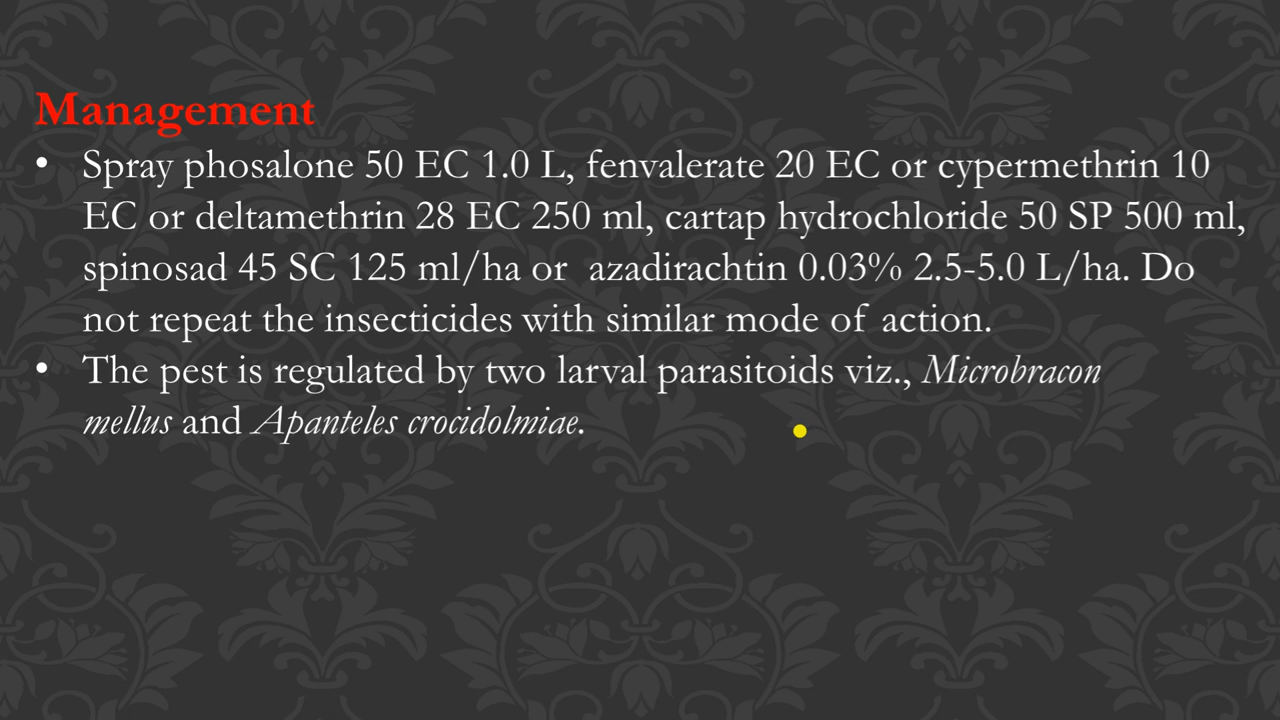 Management
• Spray phosalone 50 EC 1.0 L, fenvalerate 20 EC or cypermethrin 10
EC or deltamethrin 28 EC 250 ml, cartap hydrochloride 50 SP 500 ml,
spinosad 45 SC 125 ml/ha or  azadirachtin 0.03% 2.5-5.0 L/ha. Do
not repeat the insecticides with similar mode of action.
• The pest is regulated by two larval parasitoids viz., Microbracon
mellus and Apanteles crocidolmiae.